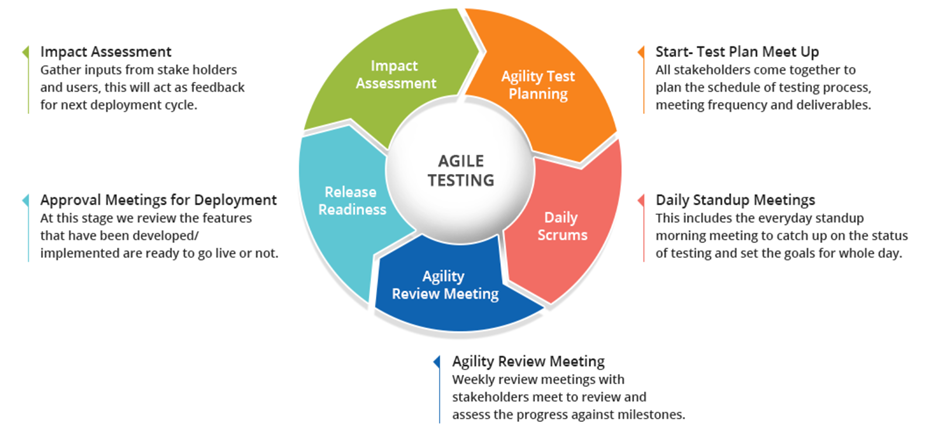 Impact Assessment
Gather inputs from stake holders
and users, this will act as feedback
for next deployment cycle.
Approval Meetings for Deployment
At this stage we review the features
that have been developed/
implemented are ready to go live or not.
Impact
Assessment
Agility Test
Planning
AGILE
TESTING
Release
Readiness
Daily
Scrums
Agility
Review Meeting
Start- Test Plan Meet Up
All stakeholders come together to
plan the schedule of testing process,
meeting frequency and deliverables.
Daily Standup Meetings
This includes the everyday standup
morning meeting to catch up on the status
of testing and set the goals for whole day.
Agility Review Meeting
Weekly review meetings with
stakeholders meet to review and
assess the progress against milestones.